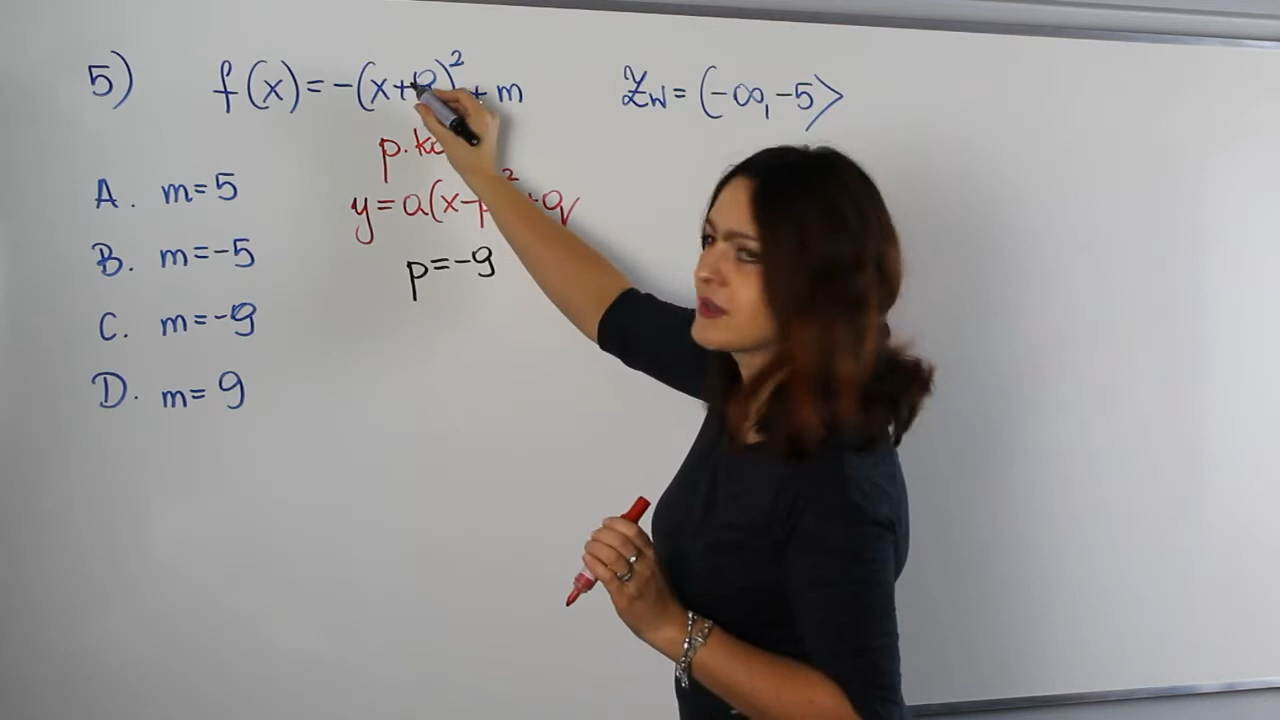 5) f(x) = -(x+9)² + m Zw = (-∞, -5>
p.
y = a(x-p)² + q
p = -9
A. m = 5
B. m = -5
C. m = -9
D. m = 9